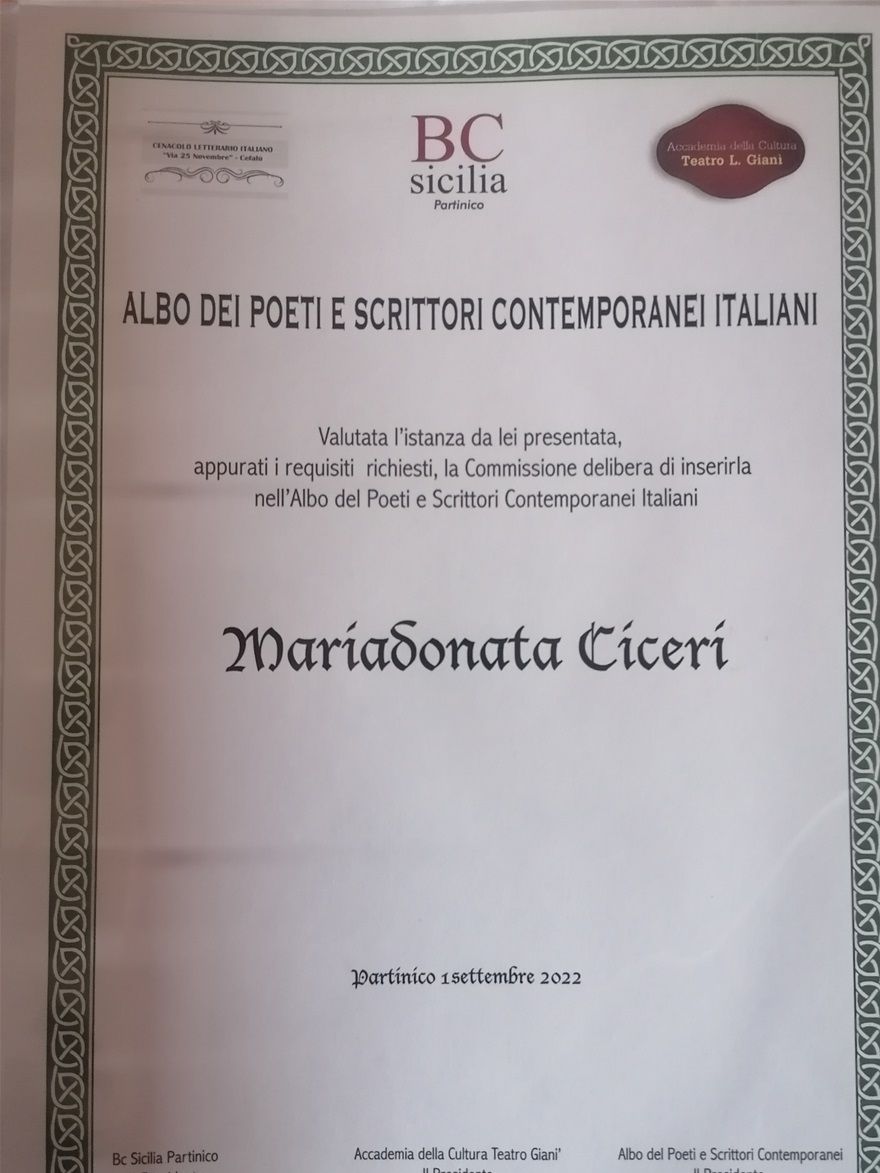 CENACOLO LETTERARIO ITALIANO
"Via 25 Novembre" - Cefalù
BC
sicilia
Partinico
Accademia della Cultura
Teatro L. Gianì
ALBO DEI POETI E SCRITTORI CONTEMPORANEI ITALIANI
Valutata l'istanza da lei presentata,
appurati i requisiti richiesti, la Commissione delibera di inserirla
nell'Albo del Poeti e Scrittori Contemporanei Italiani
Mariadonata Ciceri
Partinico 1settembre 2022
Bc Sicilia Partinico
Accademia della Cultura Teatro Giani'
Albo del Poeti e Scrittori Contemporanei